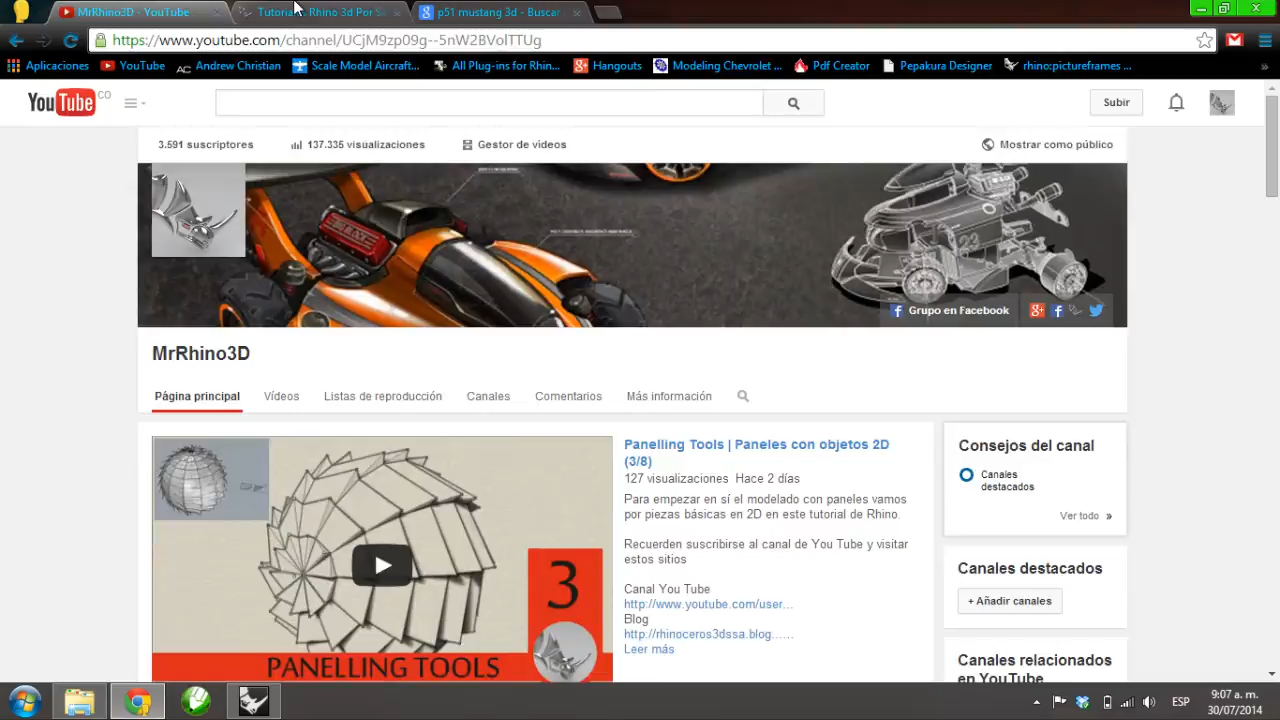 MrRhino3D - YouTube
Tutorial Rhino 3d Por S
p51 mustang 3d - Buscar
https://www.youtube.com/channel/UCjM9zp09g--5nW2BVolTTUg
Aplicaciones YouTube Andrew Christian Scale Model Aircraft... All Plug-ins for Rhin... Hangouts Modeling Chevrolet ... Pdf Creator Pepakura Designer rhino:pictureframes ... »
YouTube CO
Subir
3.591 suscriptores 137.335 visualizaciones Gestor de vídeos Mostrar como público
Grupo en Facebook
MrRhino3D
Página principal Vídeos Listas de reproducción Canales Comentarios Más información
Panelling Tools | Paneles con objetos 2D
(3/8)
127 visualizaciones Hace 2 días
Para empezar en sí el modelado con paneles vamos
por piezas básicas en 2D en este tutorial de Rhino.
Recuerden suscribirse al canal de You Tube y visitar
estos sitios
Canal You Tube
http://www.youtube.com/user...
Blog
http://rhinoceros3dssa.blog......
Leer más
3
PANELLING TOOLS
Consejos del canal
Canales
destacados
Ver todo »
Canales destacados
+ Añadir canales
Canales relacionados
en YouTube
ESP
9:07 a.m.
30/07/2014